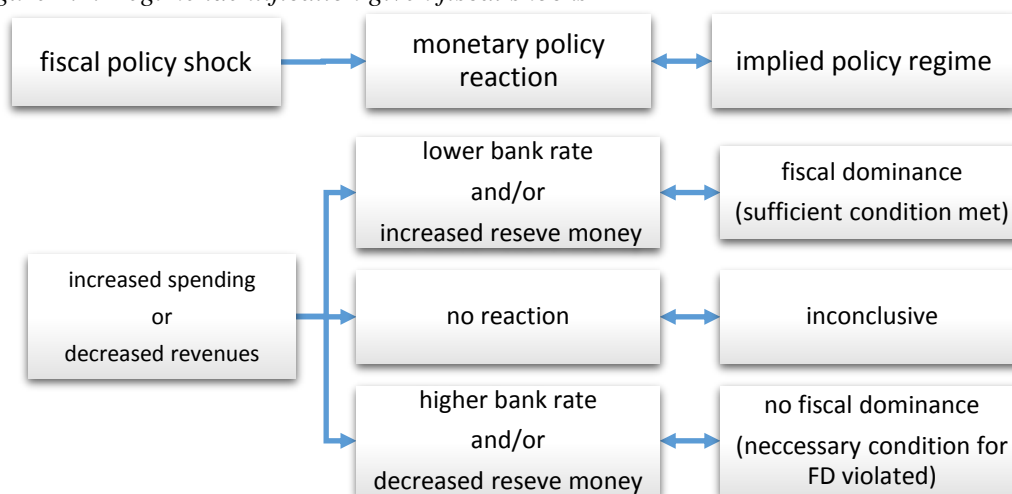 fiscal policy shock
monetary policy
reaction
implied policy regime
lower bank rate
and/or
increased reseve money
fiscal dominance
(sufficient condition met)
increased spending
or
decreased revenues
no reaction
inconclusive
higher bank rate
and/or
decreased reseve money
no fiscal dominance
(neccessary condition for
FD violated)